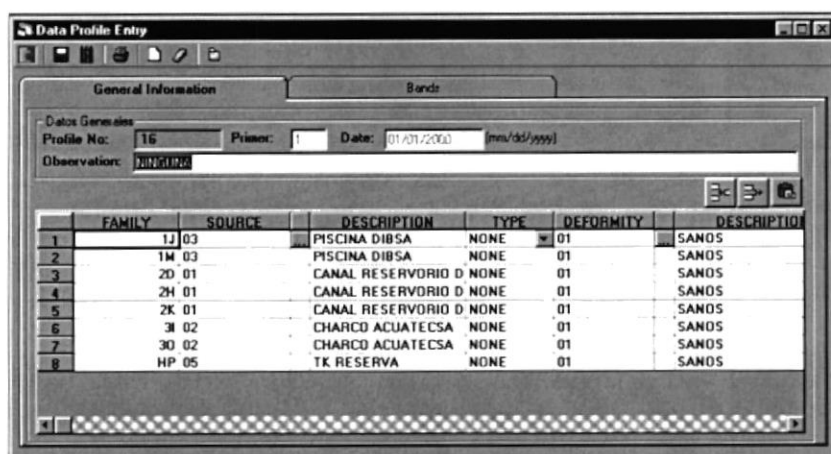 Data Profile Entry
General Information Bands
Datos Generales
Profile No: 16 Primer: 1 Date: 01/01/2000 (mm/dd/yyyy)
Observation: NINGUNA
FAMILY SOURCE DESCRIPTION TYPE DEFORMITY DESCRIPTION
1 1J 03 ... PISCINA DIBSA NONE 01 ... SANOS
2 1M 03 PISCINA DIBSA NONE 01 SANOS
3 2D 01 CANAL RESERVORIO D NONE 01 SANOS
4 2H 01 CANAL RESERVORIO D NONE 01 SANOS
5 2K 01 CANAL RESERVORIO D NONE 01 SANOS
6 3I 02 CHARCO ACUATECSA NONE 01 SANOS
7 3O 02 CHARCO ACUATECSA NONE 01 SANOS
8 HP 05 TK RESERVA NONE 01 SANOS